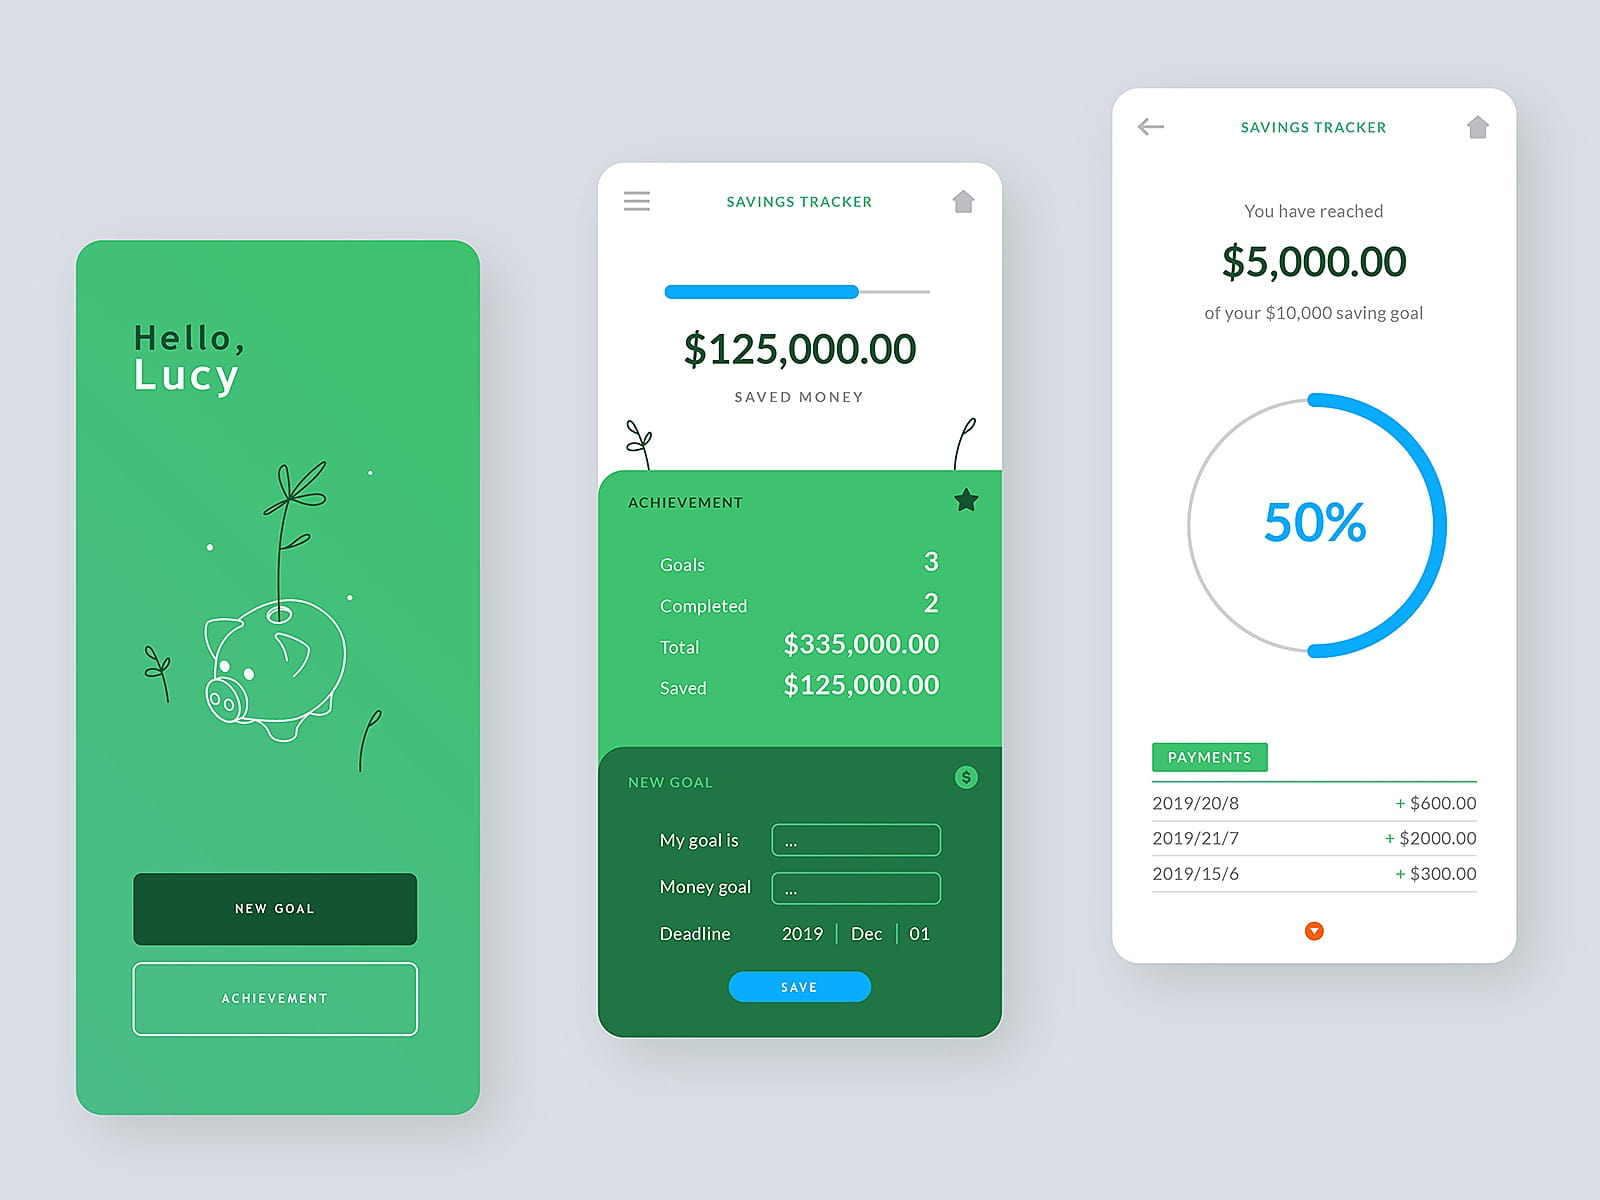 Hello,
Lucy
NEW GOAL
ACHIEVEMENT
SAVINGS TRACKER
$125,000.00
SAVED MONEY
ACHIEVEMENT
Goals 3
Completed 2
Total $335,000.00
Saved $125,000.00
NEW GOAL
$
My goal is ...
Money goal ...
Deadline 2019 | Dec | 01
SAVE
SAVINGS TRACKER
You have reached
$5,000.00
of your $10,000 saving goal
50%
PAYMENTS
2019/20/8 + $600.00
2019/21/7 + $2000.00
2019/15/6 + $300.00